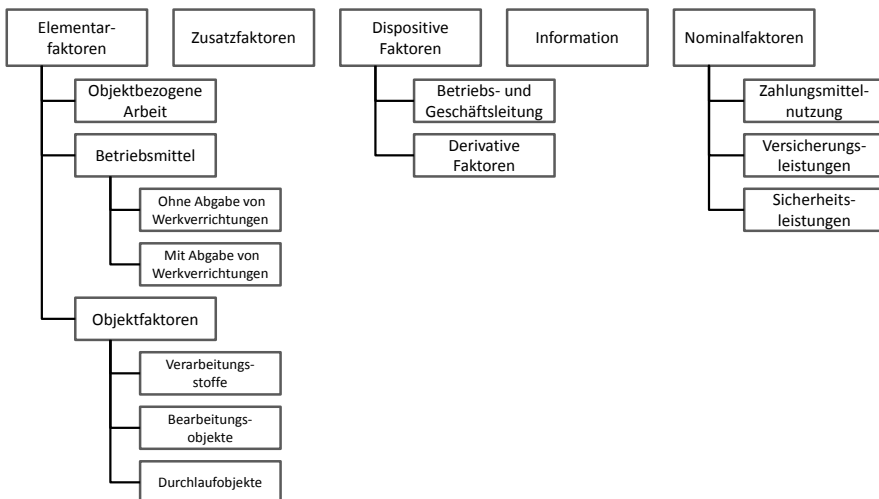 Elementar-
faktoren
Zusatzfaktoren
Dispositive
Faktoren
Information
Nominalfaktoren
Objektbezogene
Arbeit
Betriebsmittel
Ohne Abgabe von
Werkverrichtungen
Mit Abgabe von
Werkverrichtungen
Objektfaktoren
Verarbeitungs-
stoffe
Bearbeitungs-
objekte
Durchlaufobjekte
Betriebs- und
Geschäftsleitung
Derivative
Faktoren
Zahlungsmittel-
nutzung
Versicherungs-
leistungen
Sicherheits-
leistungen